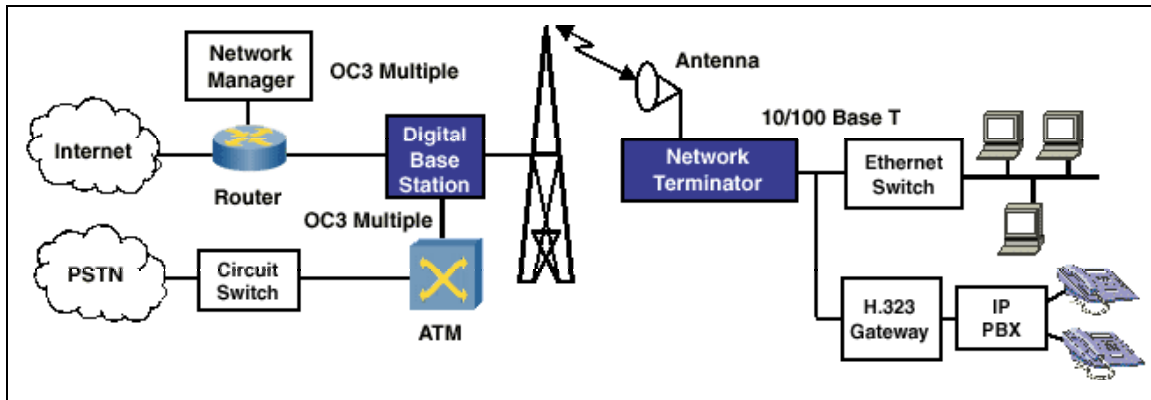 Network
Manager
OC3 Multiple
Internet
Router
Digital
Base
Station
OC3 Multiple
PSTN
Circuit
Switch
ATM
Antenna
10/100 Base T
Network
Terminator
Ethernet
Switch
H.323
Gateway
IP
PBX